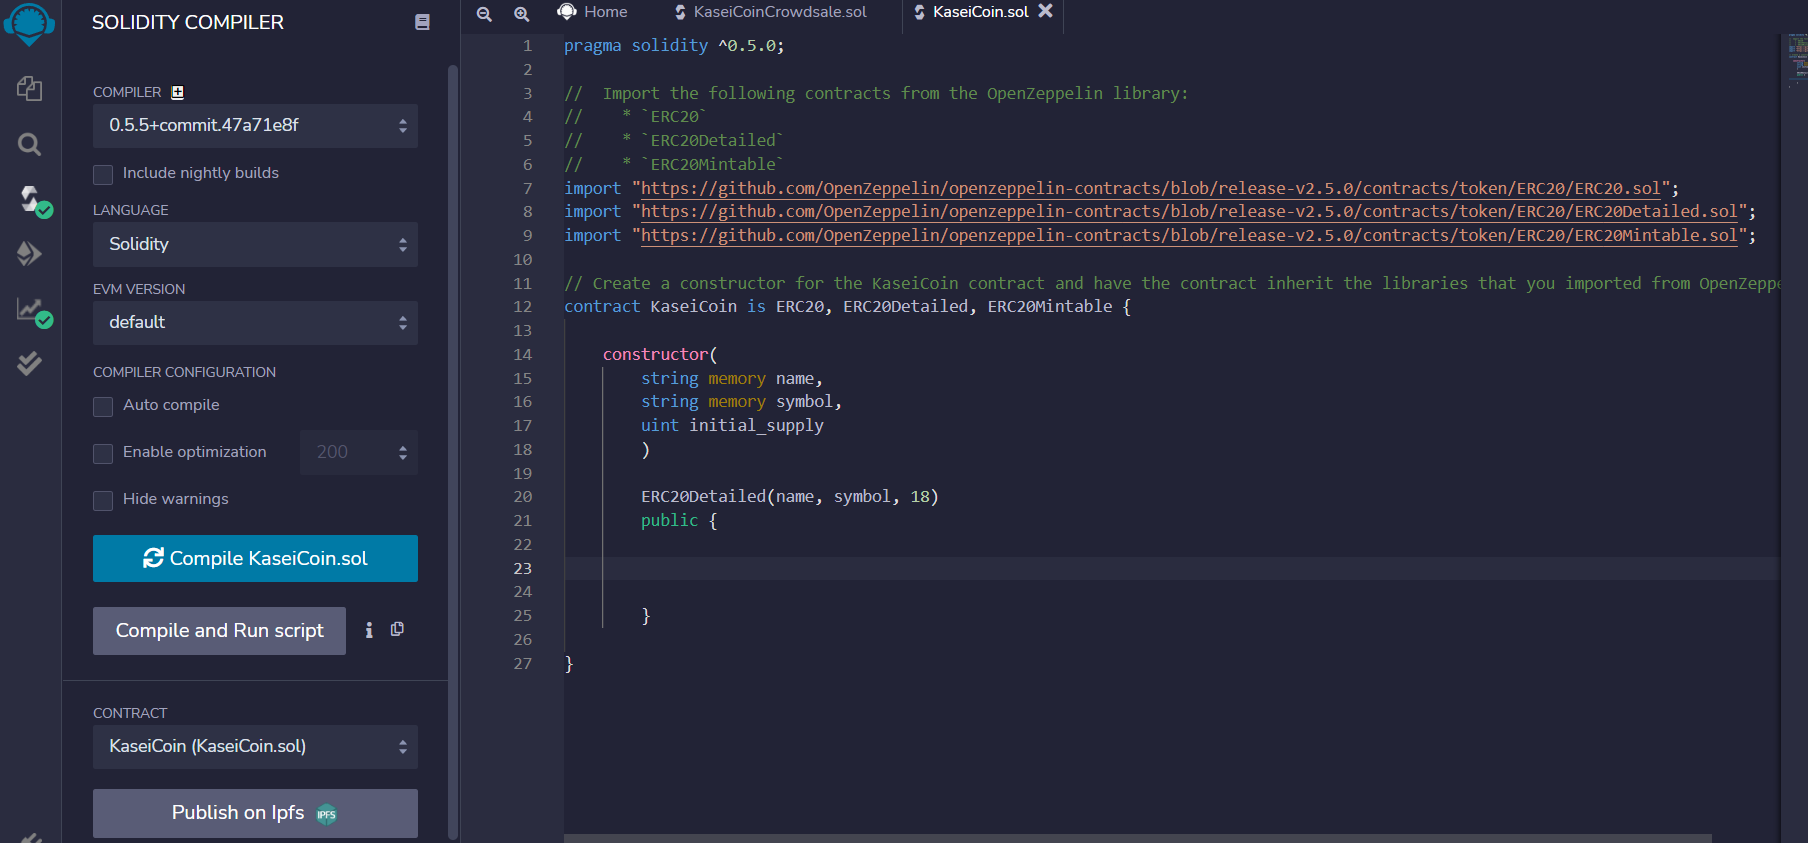 SOLIDITY COMPILER
COMPILER
0.5.5+commit.47a71e8f
Include nightly builds
LANGUAGE
Solidity
EVM VERSION
default
COMPILER CONFIGURATION
Auto compile
Enable optimization 200
Hide warnings
Compile KaseiCoin.sol
Compile and Run script
CONTRACT
KaseiCoin (KaseiCoin.sol)
Publish on Ipfs IPFS
Home KaseiCoinCrowdsale.sol KaseiCoin.sol
1 pragma solidity ^0.5.0;
2
3 //  Import the following contracts from the OpenZeppelin library:
4 //    * `ERC20`
5 //    * `ERC20Detailed`
6 //    * `ERC20Mintable`
7 import "https://github.com/OpenZeppelin/openzeppelin-contracts/blob/release-v2.5.0/contracts/token/ERC20/ERC20.sol";
8 import "https://github.com/OpenZeppelin/openzeppelin-contracts/blob/release-v2.5.0/contracts/token/ERC20/ERC20Detailed.sol";
9 import "https://github.com/OpenZeppelin/openzeppelin-contracts/blob/release-v2.5.0/contracts/token/ERC20/ERC20Mintable.sol";
10
11 // Create a constructor for the KaseiCoin contract and have the contract inherit the libraries that you imported from OpenZeppe
12 contract KaseiCoin is ERC20, ERC20Detailed, ERC20Mintable {
13
14     constructor(
15         string memory name,
16         string memory symbol,
17         uint initial_supply
18         )
19
20         ERC20Detailed(name, symbol, 18)
21         public {
22
23
24
25         }
26
27 }